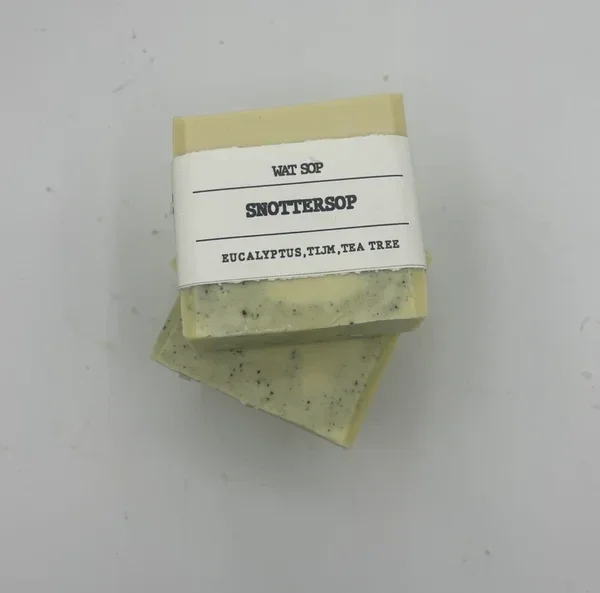 WAT SOP
SNOTTERSOP
EUCALYPTUS,TIJM,TEA TREE